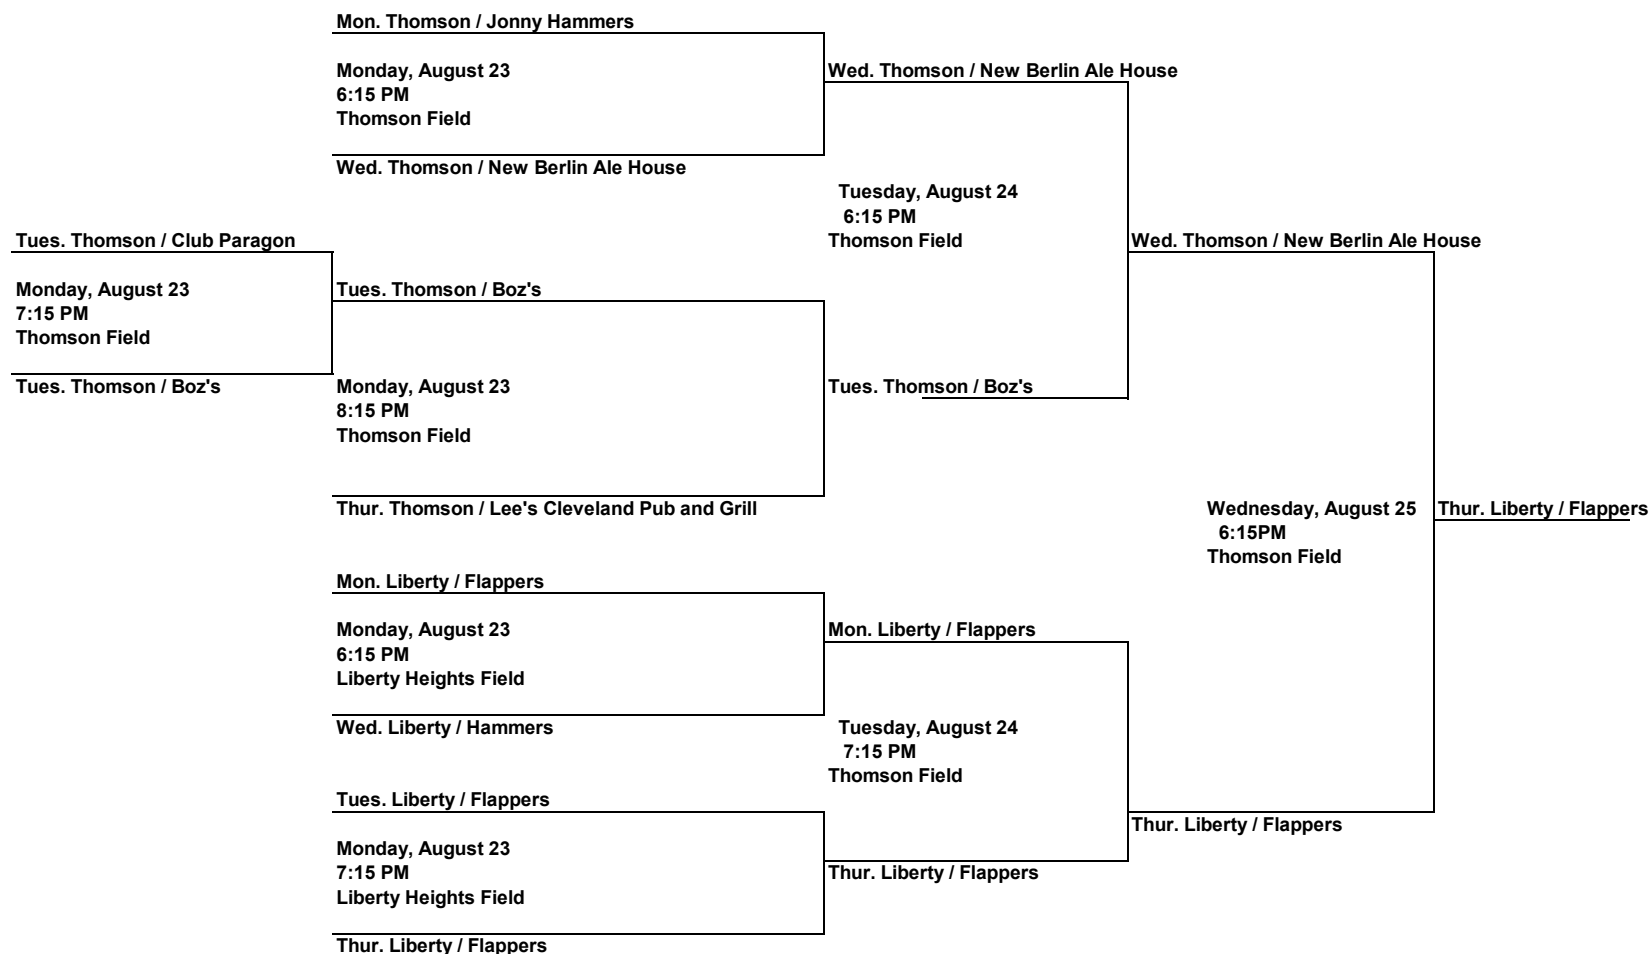 Mon. Thomson / Jonny Hammers
Monday, August 23
6:15 PM
Thomson Field
Wed. Thomson / New Berlin Ale House
Wed. Thomson / New Berlin Ale House
Tuesday, August 24
6:15 PM
Thomson Field
Wed. Thomson / New Berlin Ale House
Tues. Thomson / Club Paragon
Monday, August 23
7:15 PM
Thomson Field
Tues. Thomson / Boz's
Tues. Thomson / Boz's
Monday, August 23
8:15 PM
Thomson Field
Thur. Thomson / Lee's Cleveland Pub and Grill
Tues. Thomson / Boz's
Wednesday, August 25
6:15PM
Thomson Field
Thur. Liberty / Flappers
Mon. Liberty / Flappers
Monday, August 23
6:15 PM
Liberty Heights Field
Wed. Liberty / Hammers
Mon. Liberty / Flappers
Tuesday, August 24
7:15 PM
Thomson Field
Thur. Liberty / Flappers
Tues. Liberty / Flappers
Monday, August 23
7:15 PM
Liberty Heights Field
Thur. Liberty / Flappers
Thur. Liberty / Flappers